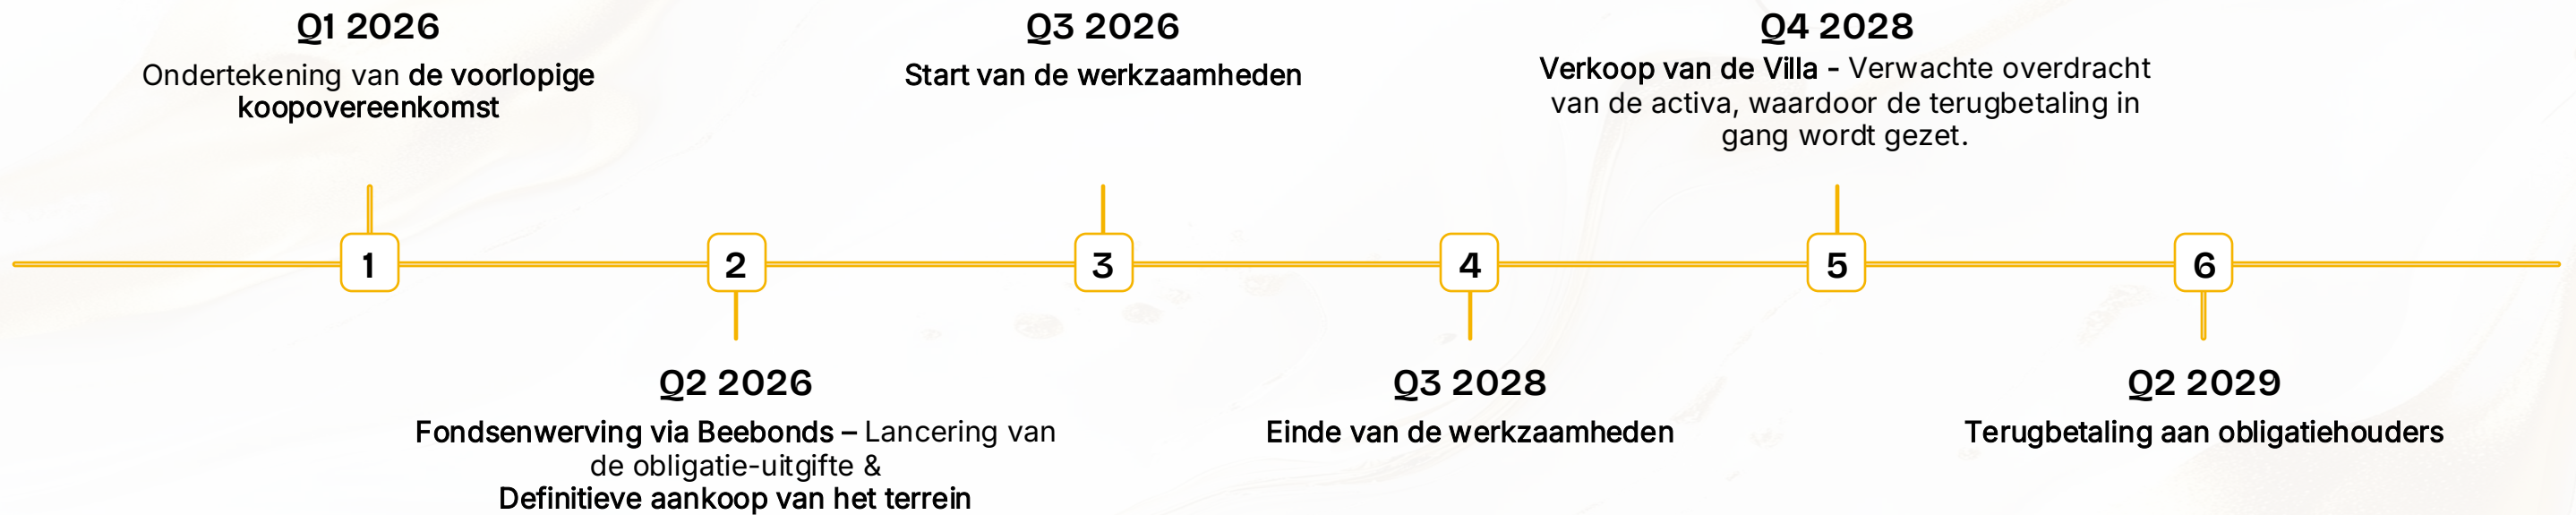 Q1 2026
Ondertekening van de voorlopige
koopovereenkomst
1
Q2 2026
Fondsenwerving via Beebonds – Lancering van
de obligatie-uitgifte &
Definitieve aankoop van het terrein
2
Q3 2026
Start van de werkzaamheden
3
Q3 2028
Einde van de werkzaamheden
4
Q4 2028
Verkoop van de Villa - Verwachte overdracht
van de activa, waardoor de terugbetaling in
gang wordt gezet.
5
Q2 2029
Terugbetaling aan obligatiehouders
6